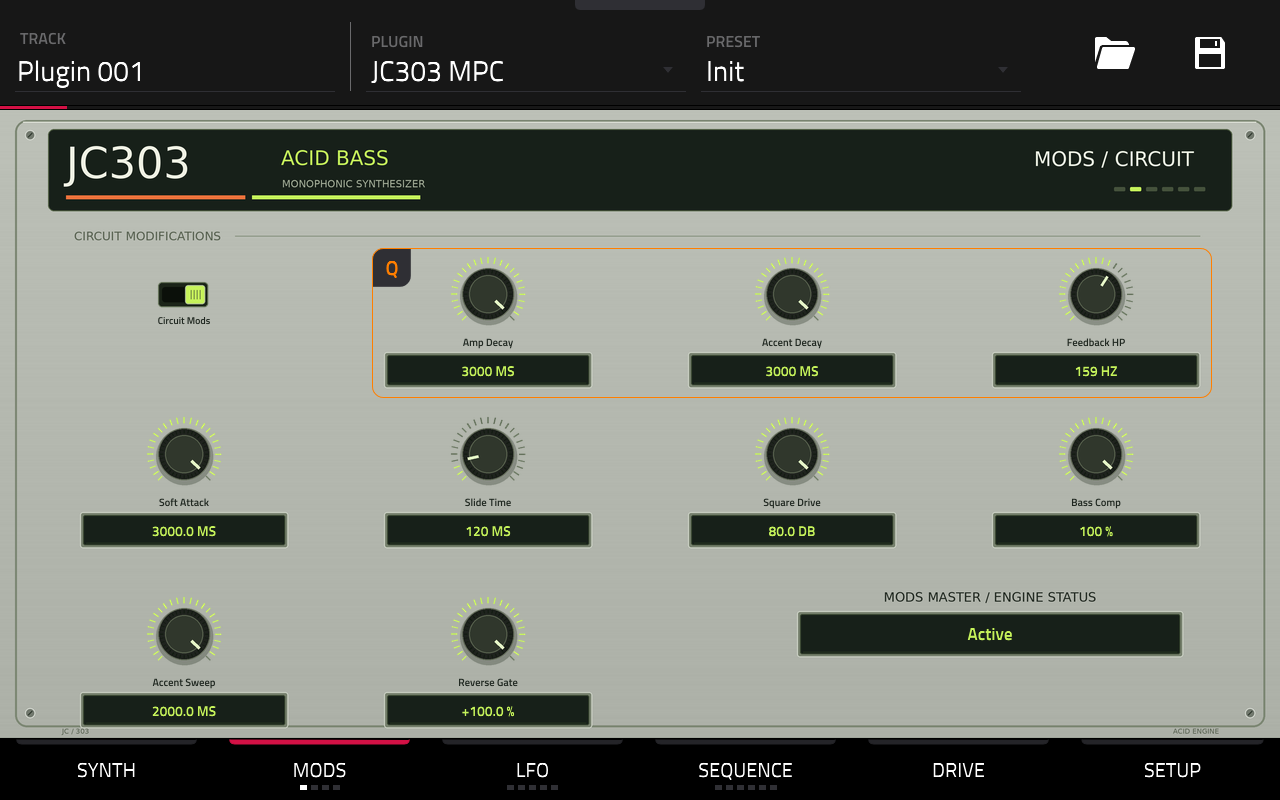 TRACK
Plugin 001
PLUGIN
JC303 MPC
PRESET
Init
JC303
ACID BASS
MONOPHONIC SYNTHESIZER
MODS / CIRCUIT
CIRCUIT MODIFICATIONS
Circuit Mods
Q
Amp Decay
3000 MS
Accent Decay
3000 MS
Feedback HP
159 HZ
Soft Attack
3000.0 MS
Slide Time
120 MS
Square Drive
80.0 DB
Bass Comp
100 %
Accent Sweep
2000.0 MS
Reverse Gate
+100.0 %
MODS MASTER / ENGINE STATUS
Active
JC / 303
ACID ENGINE
SYNTH
MODS
LFO
SEQUENCE
DRIVE
SETUP